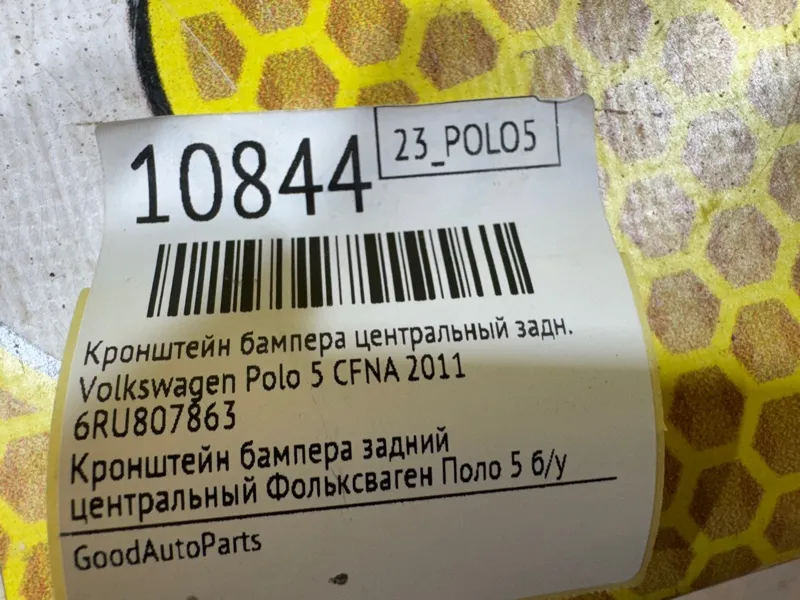 10844
23_POLO5
Кронштейн бампера центральный задн.
Volkswagen Polo 5 CFNA 2011
6RU807863
Кронштейн бампера задний
центральный Фольксваген Поло 5 б/у
GoodAutoParts